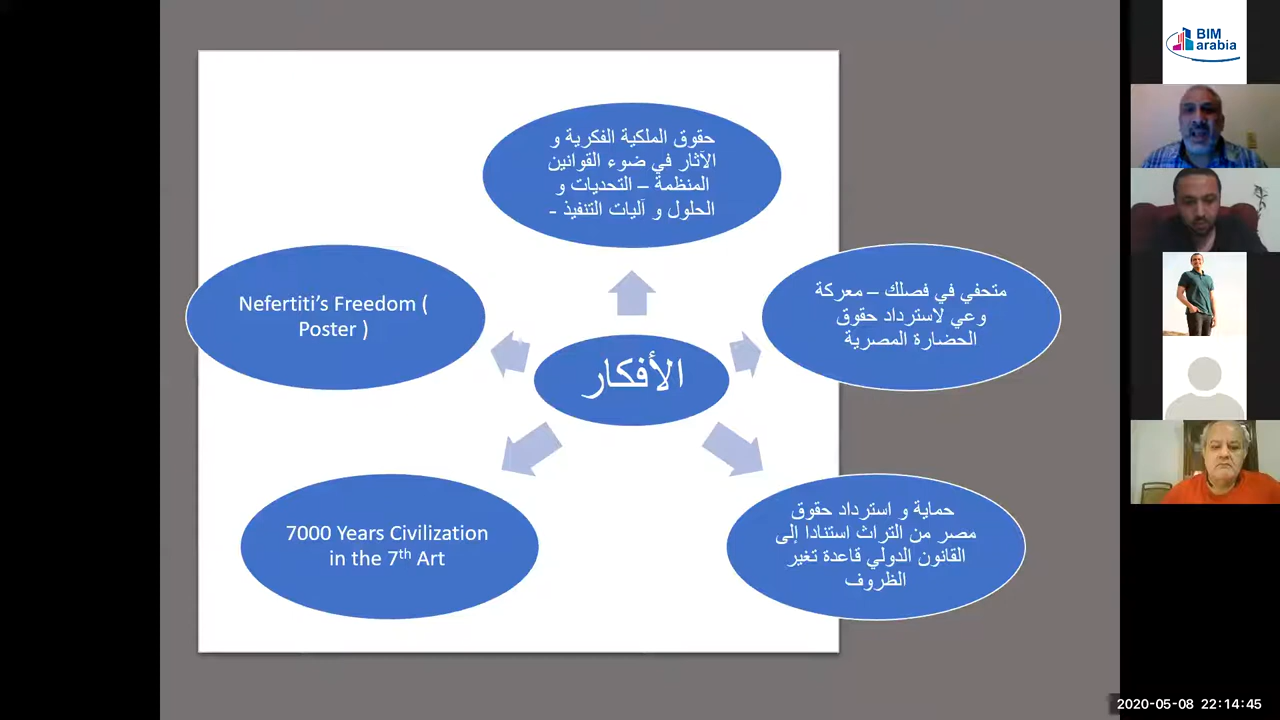 حقوق الملكية الفكرية و
الآثار في ضوء القوانين
المنظمة – التحديات و
الحلول و آليات التنفيذ -
Nefertiti’s Freedom (
Poster )
متحفي في فصلك – معركة
وعي لاسترداد حقوق
الحضارة المصرية
الأفكار
7000 Years Civilization
in the 7th Art
حماية و استرداد حقوق
مصر من التراث استنادا إلى
القانون الدولي قاعدة تغير
الظروف
BIM
arabia
2020-05-08 22:14:45